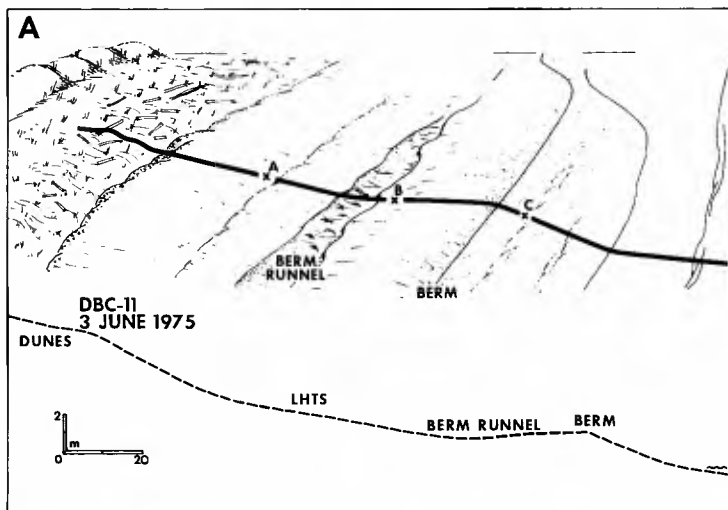 A
A
B
C
BERM
RUNNEL
BERM
DBC-11
3 JUNE 1975
DUNES
LHTS
BERM RUNNEL
BERM
2
m
0
20